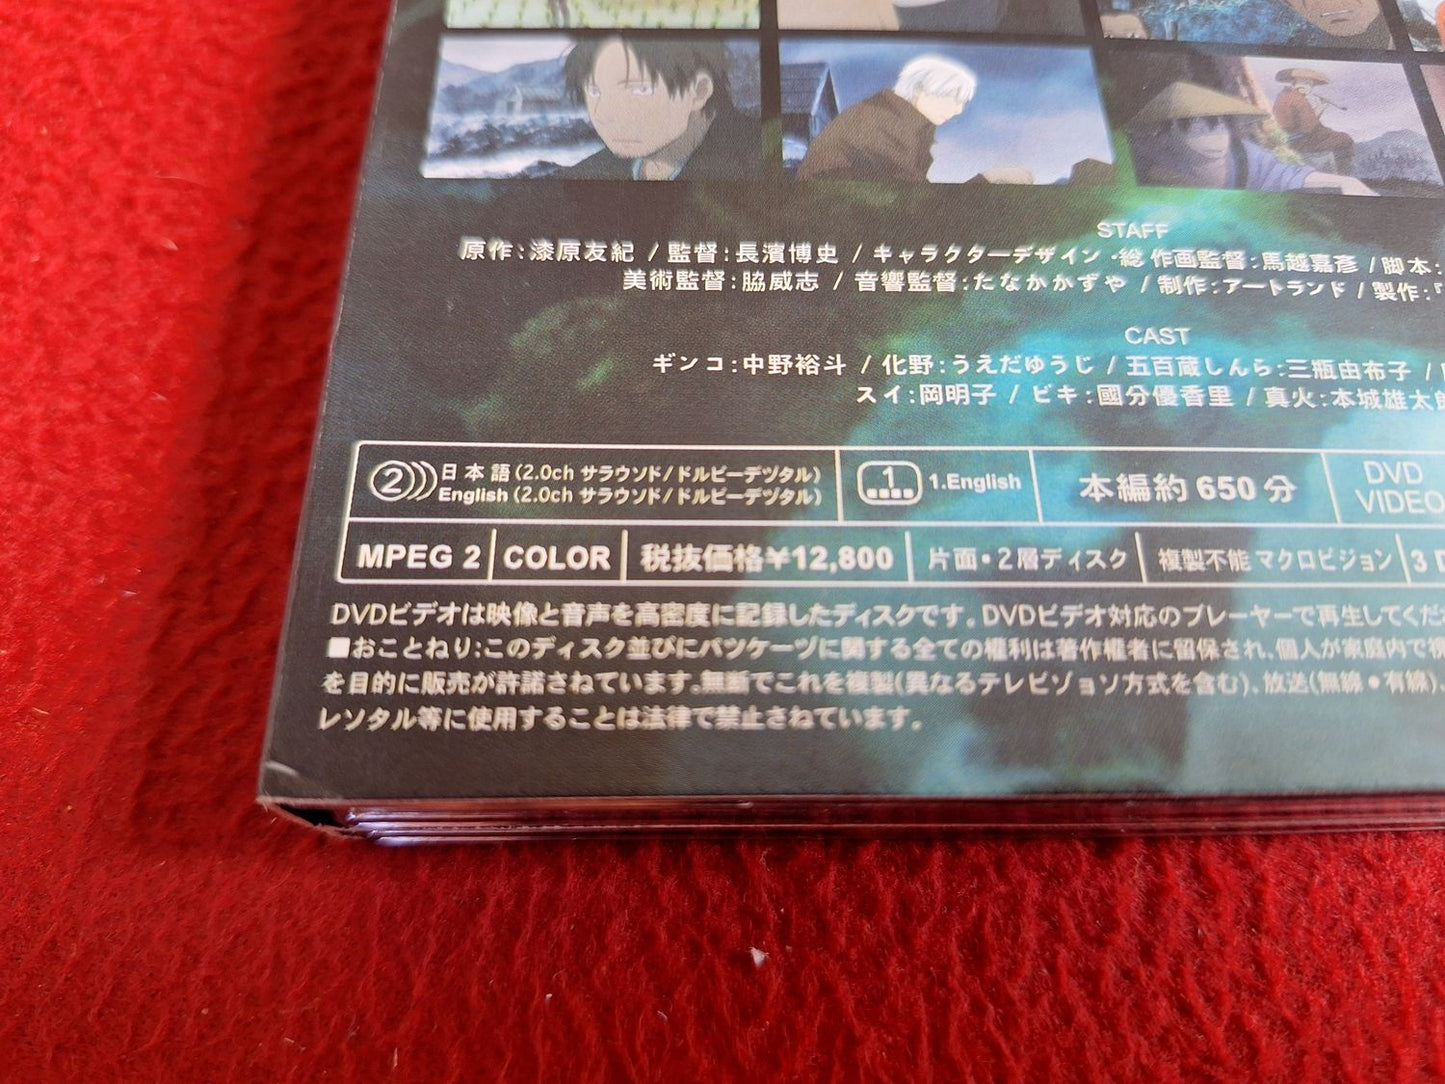 STAFF
原作:漆原友紀 / 監督:長濱博史 / キャラクターデザイン・総 作画監督:馬越嘉彦 / 脚本:
美術監督:脇威志 / 音響監督:たなかかずや / 制作:アートランド / 製作:『
CAST
ギンコ:中野裕斗 / 化野:うえだゆうじ / 五百蔵しんら:三瓶由布子 /
スイ:岡明子 / ビキ:國分優香里 / 真火:本城雄太郎
2 日本語(2.0ch サラウソド/ドルビーデヅタル)
English(2.0ch サラウソド/ドルビーデヅタル)
1 1.English
本編約 650 分
DVD VIDEO
MPEG 2 COLOR 税抜価格¥12,800 片面・2層ディスク 複製不能 マクロビジョン 3 D
DVDビデオは映像と音声を高密度に記録したディスクです。DVDビデオ対応のプレーヤーで再生してくだ
■おことねり:このディスク並びにパツケーヅに関する全ての權利は著作權者に留保され、個人が家庭内で視
を目的に販売が許諾されています。無断でこれを複製(異なるテレビゾョソ方式を含む)、放送(無線・有線)、
レソタル等に使用することは法律で禁止されています。